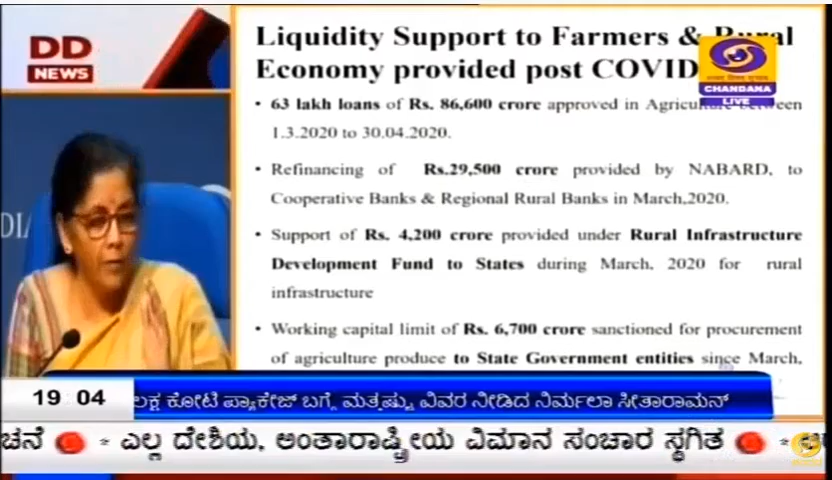 DD
NEWS
Liquidity Support to Farmers & Rural
Economy provided post COVID
CHANDANA
LIVE
• 63 lakh loans of Rs. 86,600 crore approved in Agriculture between
1.3.2020 to 30.04.2020.
• Refinancing of Rs.29,500 crore provided by NABARD, to
Cooperative Banks & Regional Rural Banks in March,2020.
• Support of Rs. 4,200 crore provided under Rural Infrastructure
Development Fund to States during March, 2020 for rural
infrastructure
• Working capital limit of Rs. 6,700 crore sanctioned for procurement
of agriculture produce to State Government entities since March,
19:04
ಲಕ್ಷ ಕೋಟಿ ಪ್ಯಾಕೇಜ್ ಬಗ್ಗೆ ಮತ್ತಷ್ಟು ವಿವರ ನೀಡಿದ ನಿರ್ಮಲಾ ಸೀತಾರಾಮನ್
ಚನೆ * ಎಲ್ಲ ದೇಶಿಯ, ಅಂತಾರಾಷ್ಟ್ರೀಯ ವಿಮಾನ ಸಂಚಾರ ಸ್ಥಗಿತ *